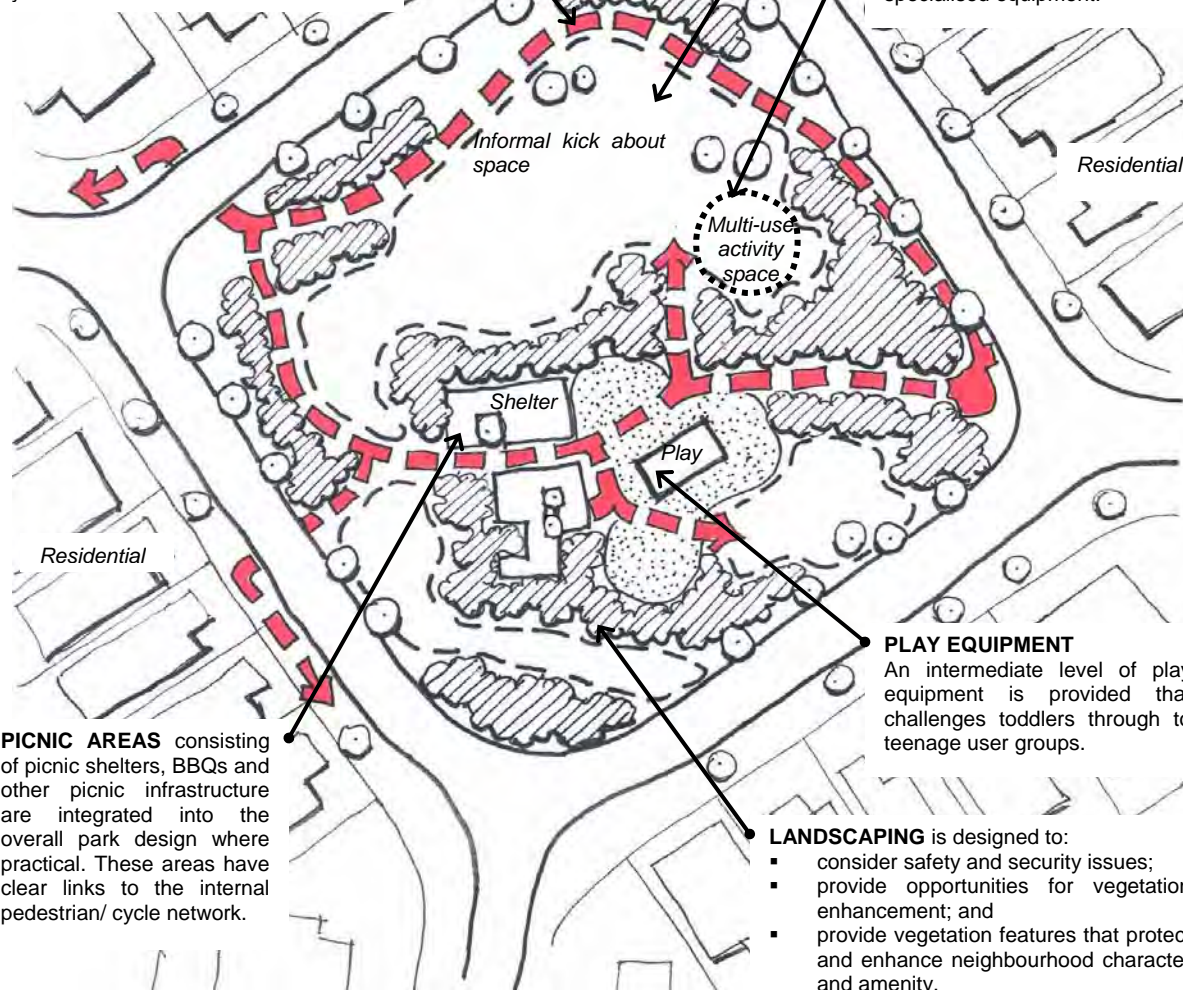 specialised equipment.
Informal kick about
space
Residential
Multi-use
activity
space
Shelter
Play
Residential
PLAY EQUIPMENT
An intermediate level of play
equipment is provided tha
challenges toddlers through to
teenage user groups.
PICNIC AREAS consisting
of picnic shelters, BBQs and
other picnic infrastructure
are integrated into the
overall park design where
practical. These areas have
clear links to the internal
pedestrian/ cycle network.
LANDSCAPING is designed to:
▪ consider safety and security issues;
▪ provide opportunities for vegetation
enhancement; and
▪ provide vegetation features that protec
and enhance neighbourhood characte
and amenity.